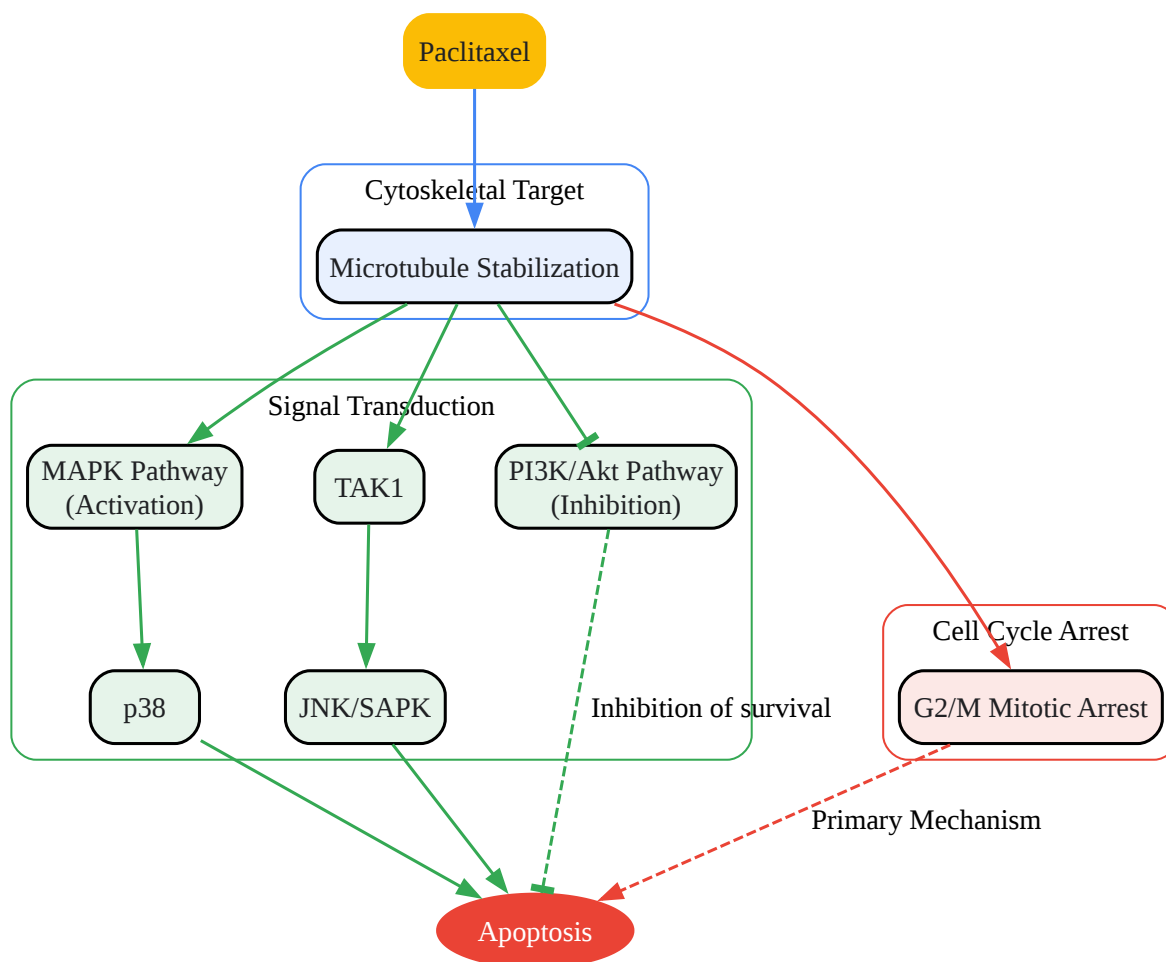 Paclitaxel
Cytoskeletal Target
Microtubule Stabilization
Signal Transduction
MAPK Pathway
(Activation)
TAK1
PI3K/Akt Pathway
(Inhibition)
Cell Cycle Arrest
p38
JNK/SAPK
Inhibition of survival
G2/M Mitotic Arrest
Primary Mechanism
Apoptosis